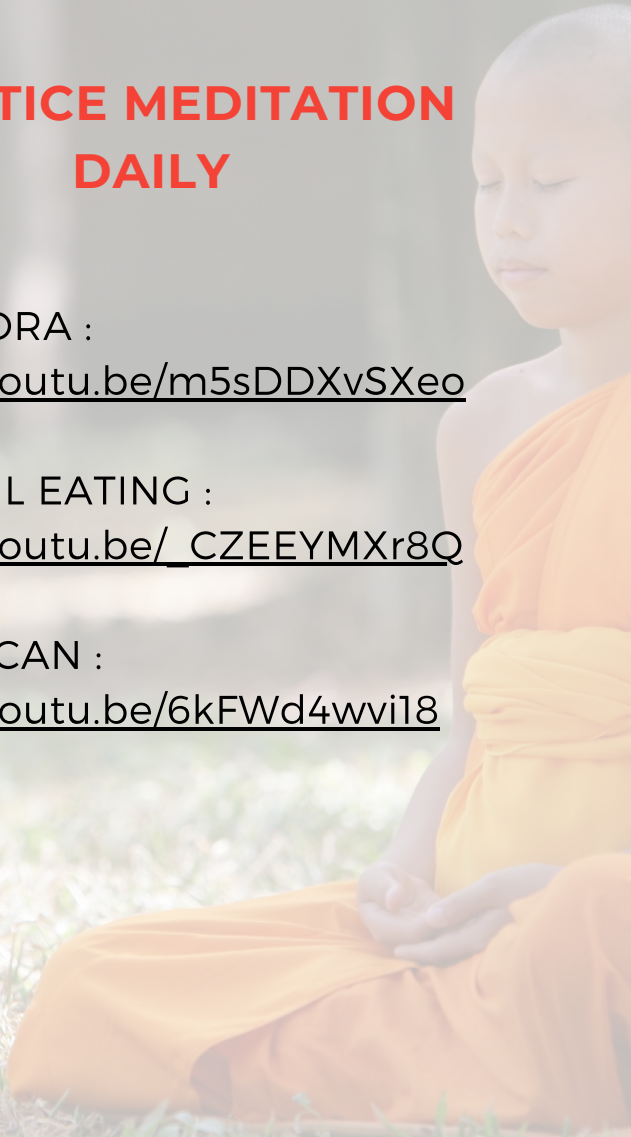 TICE MEDITATION
DAILY
DRA :
outu.be/m5sDDXvSXeo
L EATING :
outu.be/_CZEEYMXr8Q
CAN :
outu.be/6kFWd4wvi18